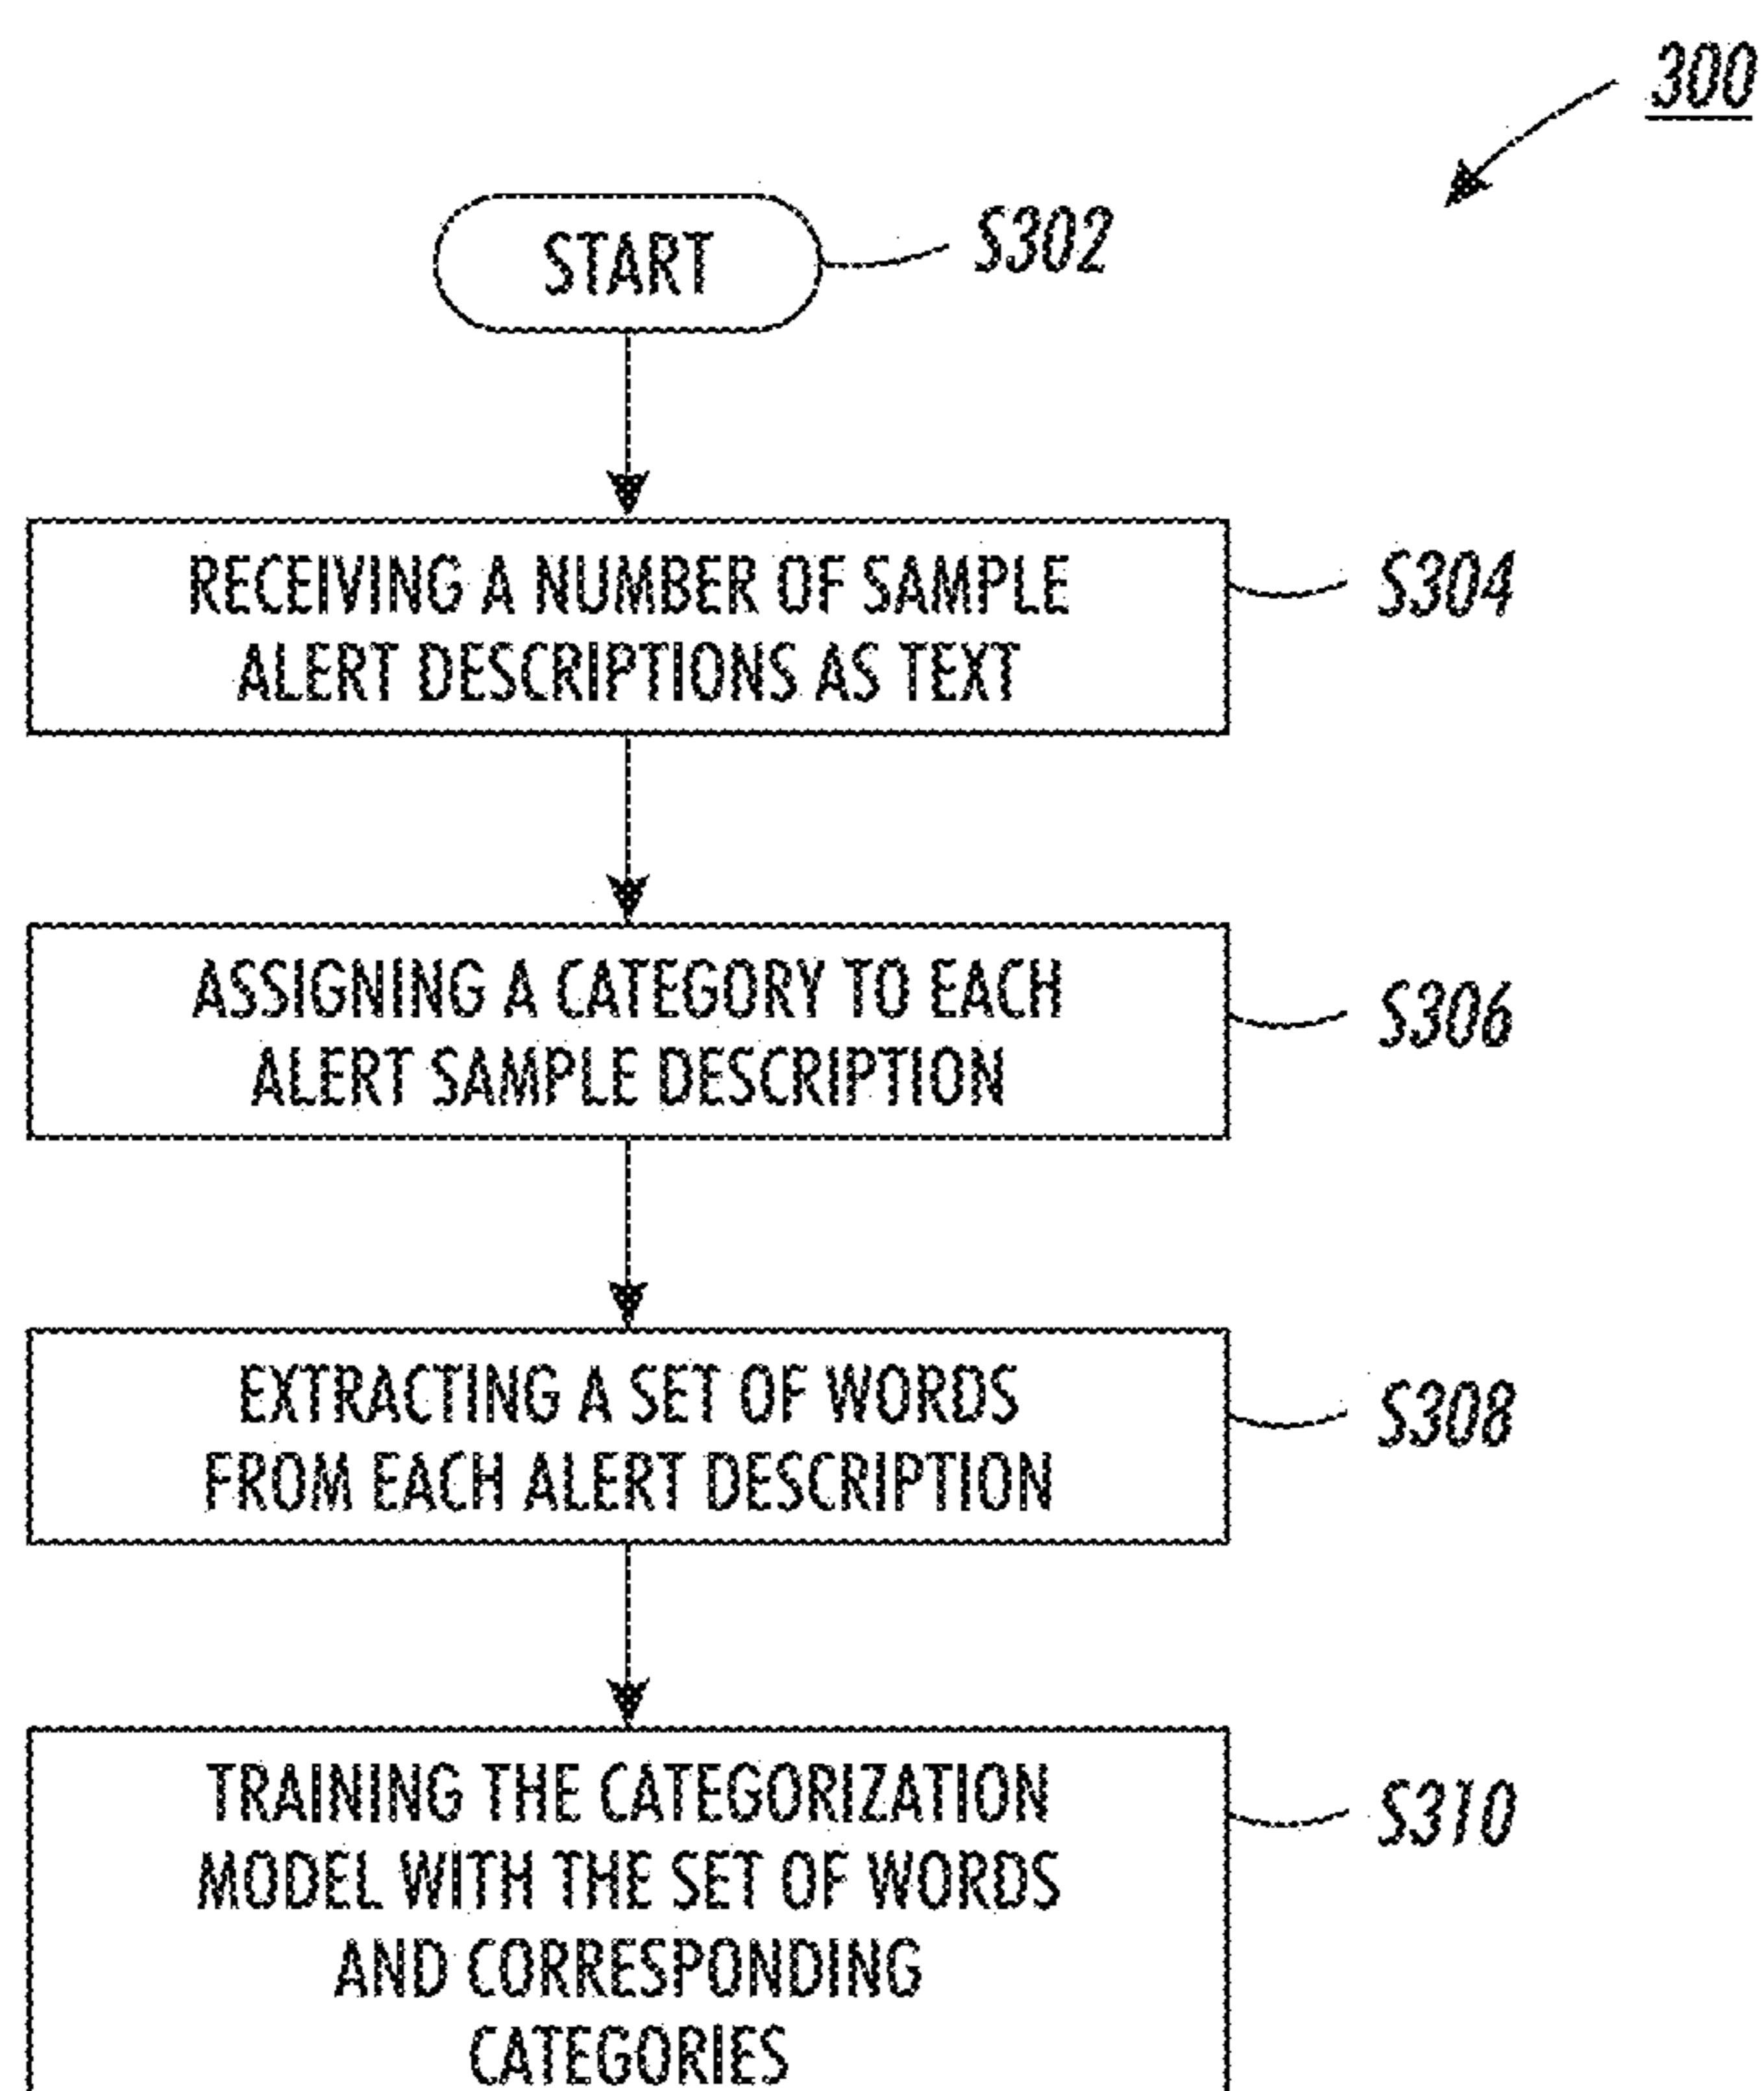 300
START
S302
RECEIVING A NUMBER OF SAMPLE
ALERT DESCRIPTIONS AS TEXT
S304
ASSIGNING A CATEGORY TO EACH
ALERT SAMPLE DESCRIPTION
S306
EXTRACTING A SET OF WORDS
FROM EACH ALERT DESCRIPTION
S308
TRAINING THE CATEGORIZATION
MODEL WITH THE SET OF WORDS
AND CORRESPONDING
CATEGORIES
S310